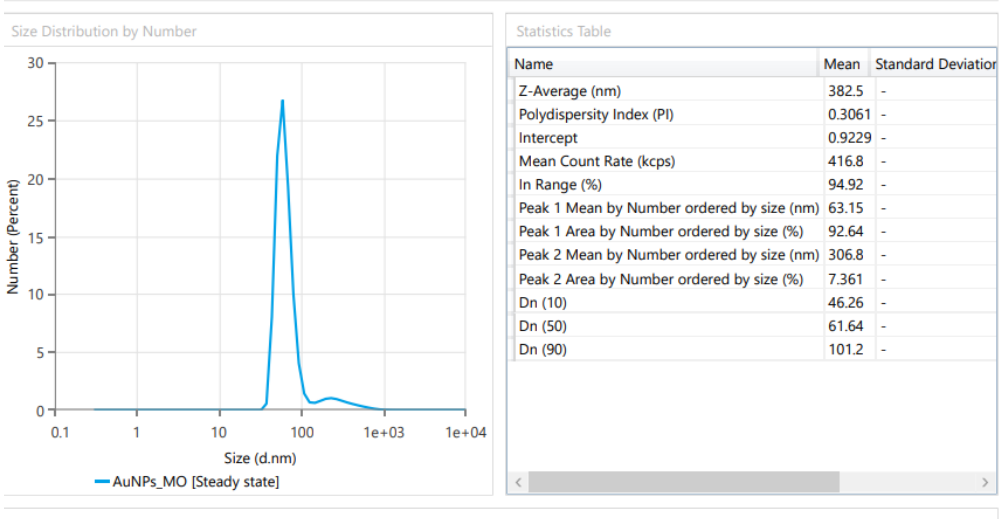 Size Distribution by Number
30
25
20
15
10
5
0
Number (Percent)
0.1 1 10 100 1e+03 1e+04
Size (d.nm)
AuNPs_MO [Steady state]
Statistics Table
Name Mean Standard Deviation
Z-Average (nm) 382.5 -
Polydispersity Index (PI) 0.3061 -
Intercept 0.9229 -
Mean Count Rate (kcps) 416.8 -
In Range (%) 94.92 -
Peak 1 Mean by Number ordered by size (nm) 63.15 -
Peak 1 Area by Number ordered by size (%) 92.64 -
Peak 2 Mean by Number ordered by size (nm) 306.8 -
Peak 2 Area by Number ordered by size (%) 7.361 -
Dn (10) 46.26 -
Dn (50) 61.64 -
Dn (90) 101.2 -